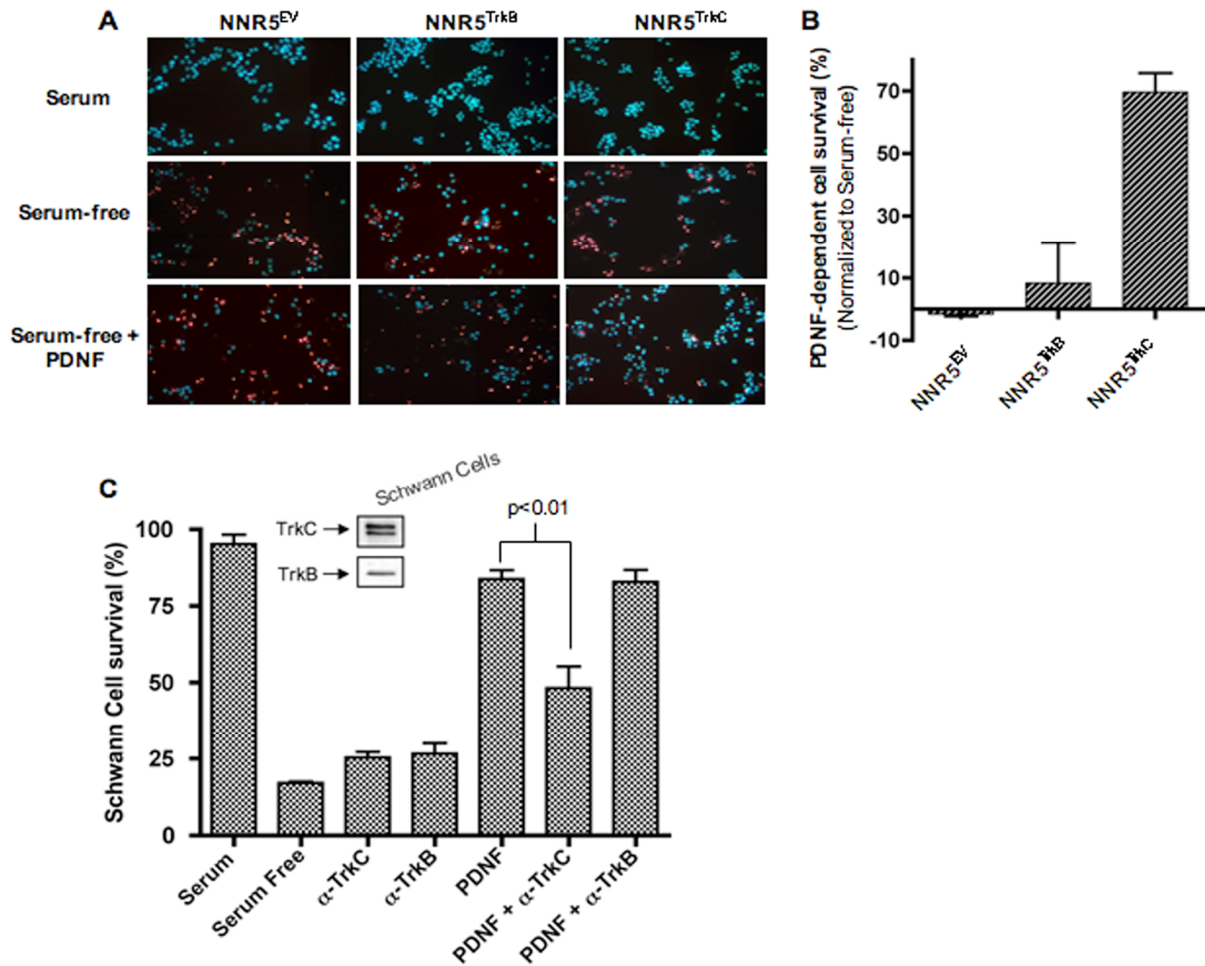 A
NNR5EV
NNR5TrkB
NNR5TrkC
Serum
Serum-free
Serum-free +
PDNF
B
PDNF-dependent cell survival (%)
(Normalized to Serum-free)
70
50
30
10
-10
NNR5EV
NNR5TrkB
NNR5TrkC
C
Schwann Cells
TrkC
TrkB
p<0.01
Schwann Cell survival (%)
100
75
50
25
0
Serum
Serum Free
α-TrkC
α-TrkB
PDNF
PDNF + α-TrkC
PDNF + α-TrkB